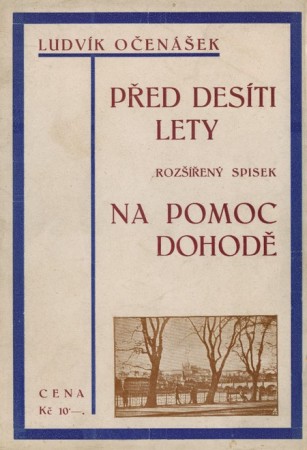 LUDVÍK OČENÁŠEK
PŘED DESÍTI
LETY
ROZŠÍŘENÝ SPISEK
NA POMOC
DOHODĚ
CENA
Kč 10·—.